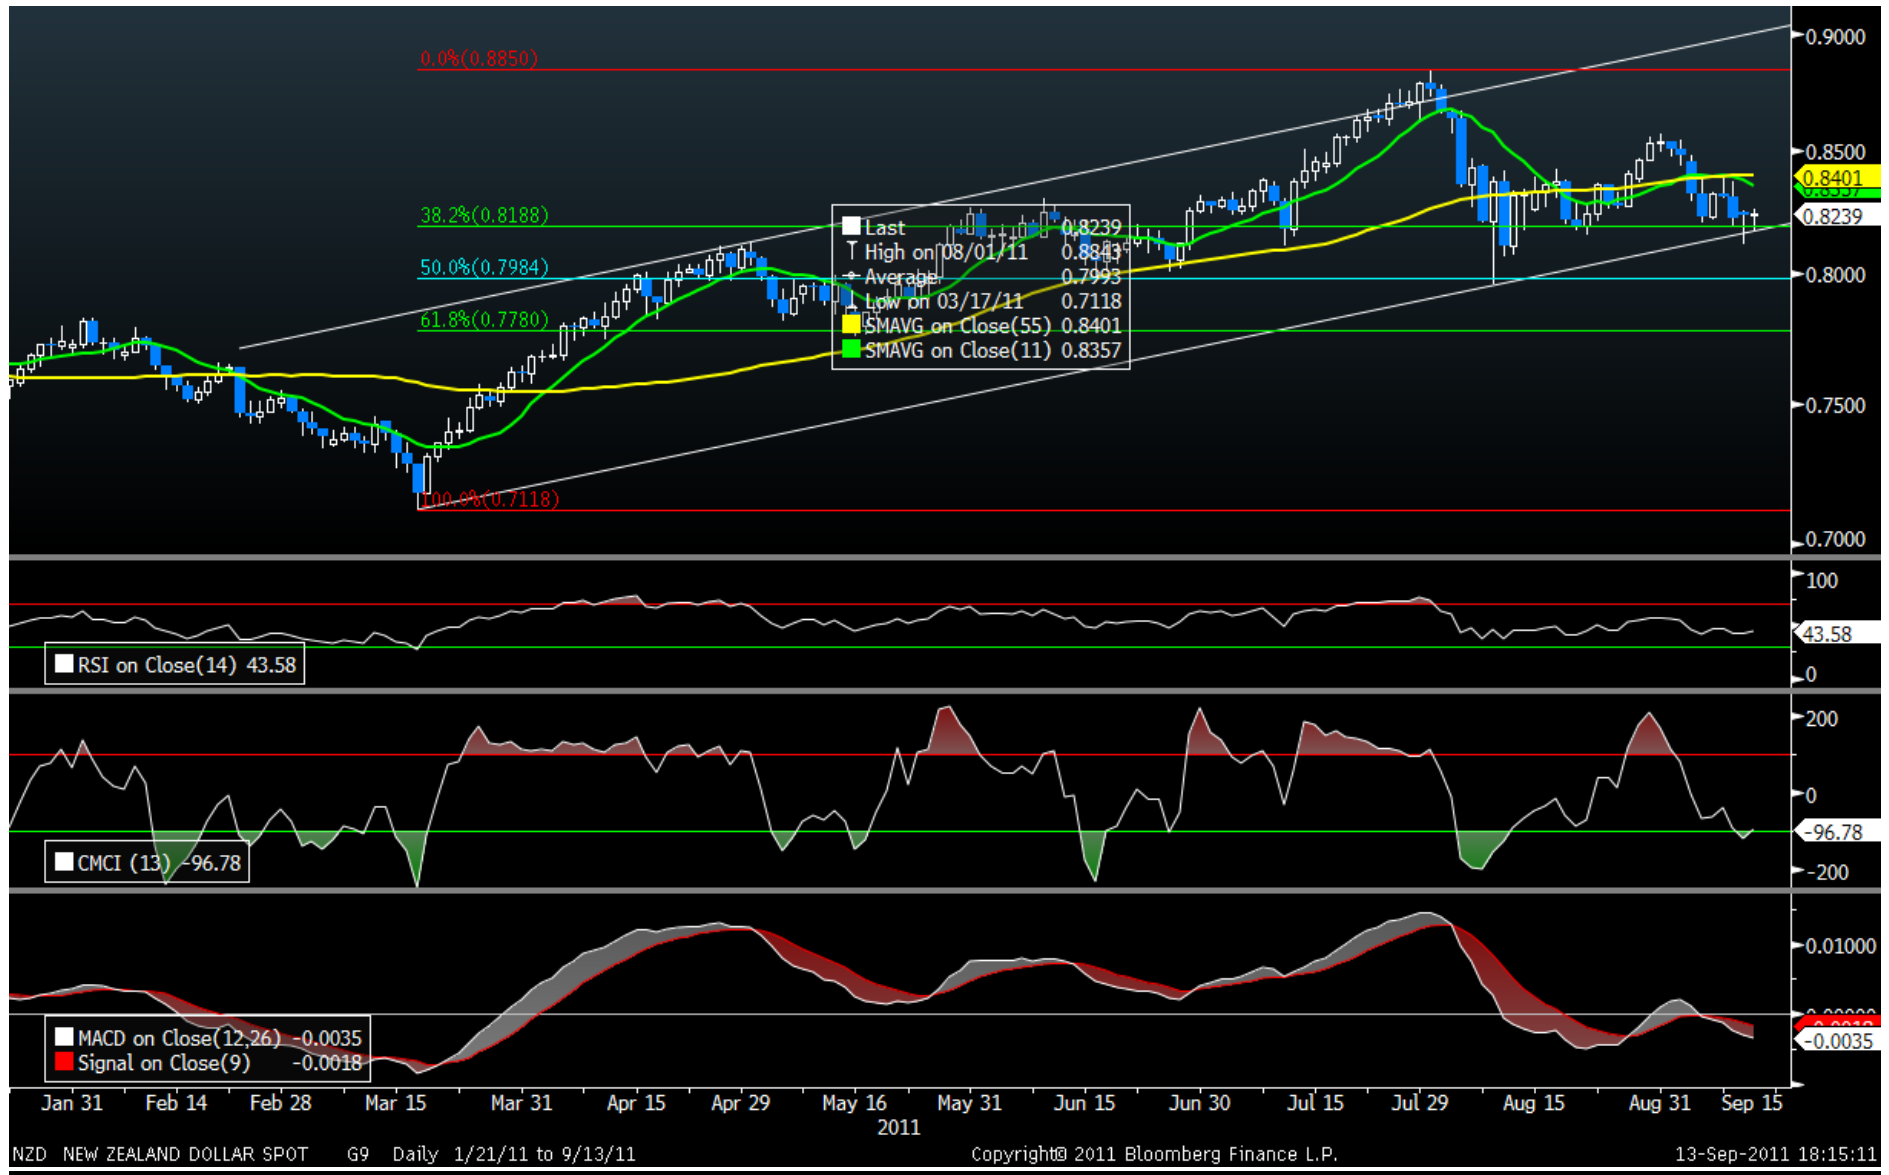 0.0%(0.8850)
38.2%(0.8188)
50.0%(0.7984)
61.8%(0.7780)
100.0%(0.7118)
Last 0.8239
High on 08/01/11 0.8843
Average 0.7993
Low on 03/17/11 0.7118
SMAVG on Close(55) 0.8401
SMAVG on Close(11) 0.8357
0.9000
0.8500
0.8401
0.8357
0.8239
0.8000
0.7500
0.7000
RSI on Close(14) 43.58
100
43.58
0
CMCI (13) -96.78
200
0
-96.78
-200
MACD on Close(12,26) -0.0035
Signal on Close(9) -0.0018
0.01000
0.00000
-0.0018
-0.0035
Jan 31 Feb 14 Feb 28 Mar 15 Mar 31 Apr 15 Apr 29 May 16 May 31 Jun 15 Jun 30 Jul 15 Jul 29 Aug 15 Aug 31 Sep 15
2011
NZD NEW ZEALAND DOLLAR SPOT G9 Daily 1/21/11 to 9/13/11 Copyright© 2011 Bloomberg Finance L.P. 13-Sep-2011 18:15:11